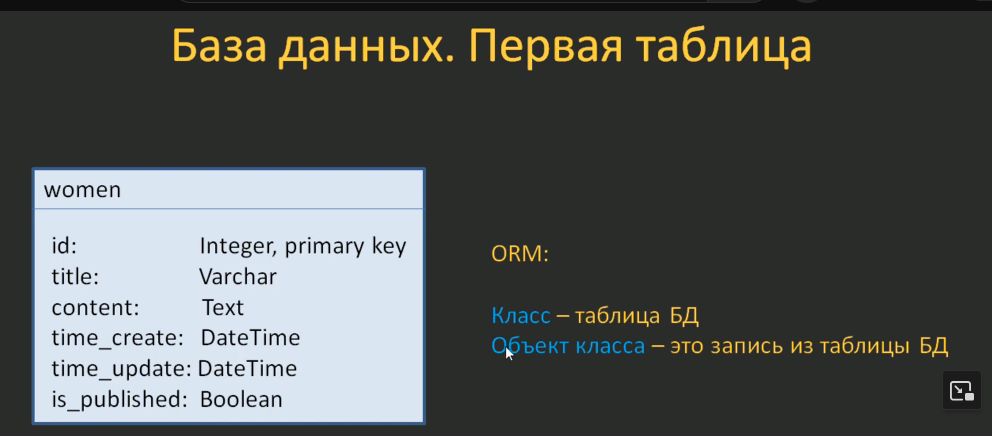 База данных. Первая таблица
women
id: Integer, primary key
title: Varchar
content: Text
time_create: DateTime
time_update: DateTime
is_published: Boolean
ORM:
Класс – таблица БД
Объект класса – это запись из таблицы БД